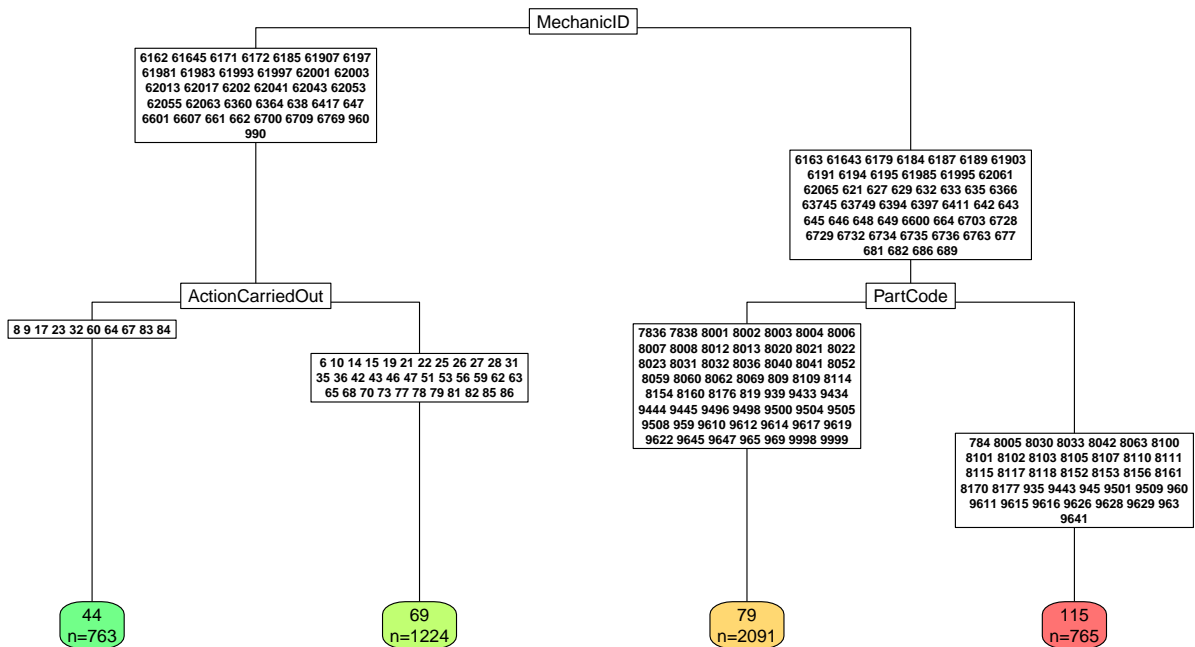 MechanicID
6162 61645 6171 6172 6185 61907 6197
61981 61983 61993 61997 62001 62003
62013 62017 6202 62041 62043 62053
62055 62063 6360 6364 638 6417 647
6601 6607 661 662 6700 6709 6769 960
990
6163 61643 6179 6184 6187 6189 61903
6191 6194 6195 61985 61995 62061
62065 621 627 629 632 633 635 6366
63745 63749 6394 6397 6411 642 643
645 646 648 649 6600 664 6703 6728
6729 6732 6734 6735 6736 6763 677
681 682 686 689
ActionCarriedOut
PartCode
8 9 17 23 32 60 64 67 83 84
6 10 14 15 19 21 22 25 26 27 28 31
35 36 42 43 46 47 51 53 56 59 62 63
65 68 70 73 77 78 79 81 82 85 86
7836 7838 8001 8002 8003 8004 8006
8007 8008 8012 8013 8020 8021 8022
8023 8031 8032 8036 8040 8041 8052
8059 8060 8062 8069 809 8109 8114
8154 8160 8176 819 939 9433 9434
9444 9445 9496 9498 9500 9504 9505
9508 959 9610 9612 9614 9617 9619
9622 9645 9647 965 969 9998 9999
784 8005 8030 8033 8042 8063 8100
8101 8102 8103 8105 8107 8110 8111
8115 8117 8118 8152 8153 8156 8161
8170 8177 935 9443 945 9501 9509 960
9611 9615 9616 9626 9628 9629 963
9641
44
n=763
69
n=1224
79
n=2091
115
n=765